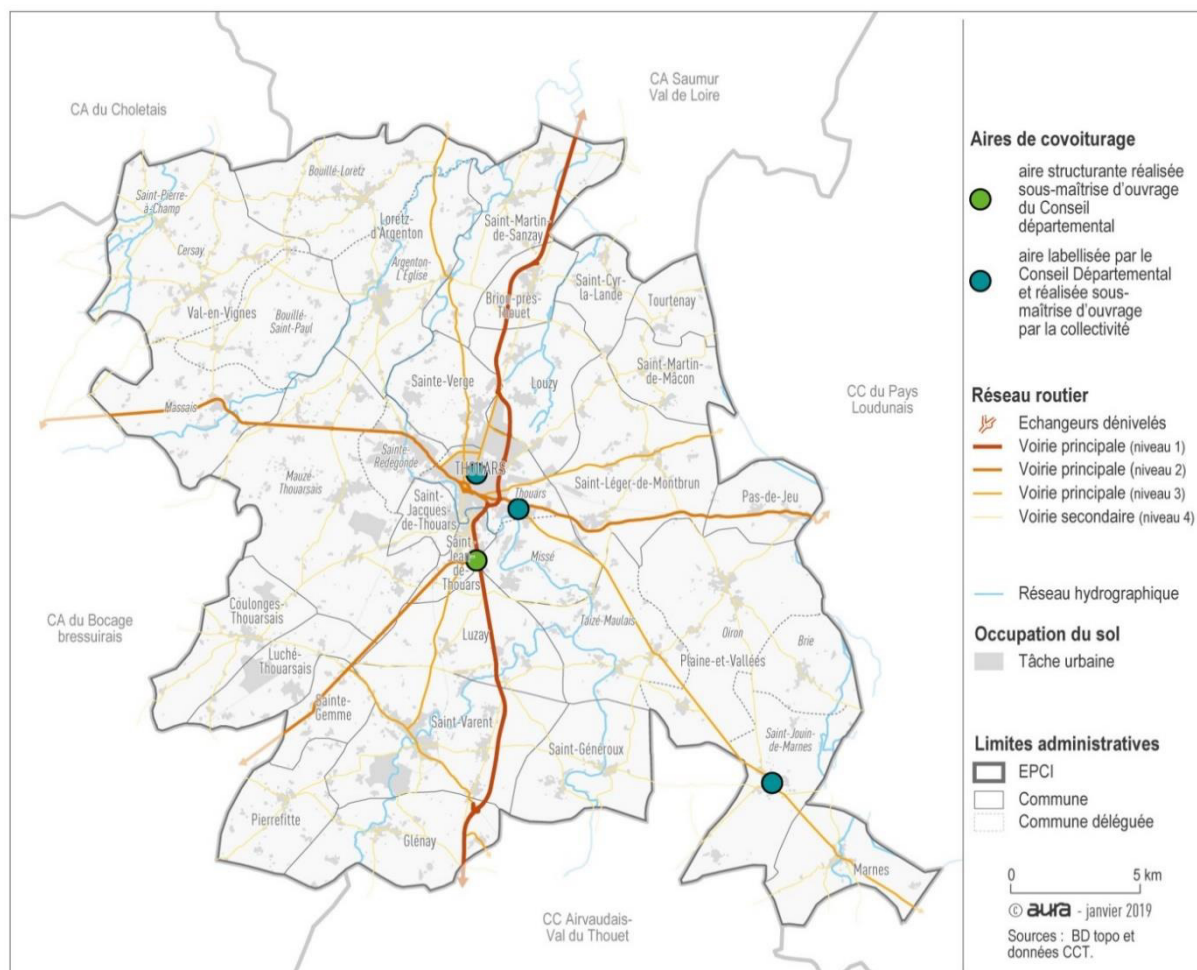 CA du Choletais
CA Saumur
Val de Loire
Bouillé-Loretz
Saint-Pierre-
à-Champ
Cersay
Loretz-
d'Argenton
Saint-Martin-
de-Sanzay
Argenton-
L'Église
Saint-Cyr-
la-Lande
Tourtenay
Val-en-Vignes
Bouillé-
Saint-Paul
Brion-près-
Thouet
Saint-Martin-
de-Mâcon
Sainte-Verge
Louzy
CC du Pays
Loudunais
Massais
Sainte-
Radegonde
THOUARS
Mauzé-
Thouarsais
Saint-Léger-de-Montbrun
Pas-de-Jeu
Saint-
Jacques-
de-Thouars
Thouars
Saint-
Jean-
de-
Thouars
Missé
CA du Bocage
bressuirais
Coulonges-
Thouarsais
Taizé-Maulais
Oiron
Brie
Luzay
Luché-
Thouarsais
Plaine-et-Vallées
Sainte-
Gemme
Saint-Varent
Saint-Jouin-
de-Marnes
Saint-Généroux
Pierrefitte
Glénay
Marnes
CC Airvaudais-
Val du Thouet
Aires de covoiturage
aire structurante réalisée
sous-maîtrise d'ouvrage
du Conseil
départemental
aire labellisée par le
Conseil Départemental
et réalisée sous-
maîtrise d'ouvrage
par la collectivité
Réseau routier
Echangeurs dénivelés
Voirie principale (niveau 1)
Voirie principale (niveau 2)
Voirie principale (niveau 3)
Voirie secondaire (niveau 4)
Réseau hydrographique
Occupation du sol
Tâche urbaine
Limites administratives
EPCI
Commune
Commune déléguée
0 5 km
© aura - janvier 2019
Sources : BD topo et
données CCT.